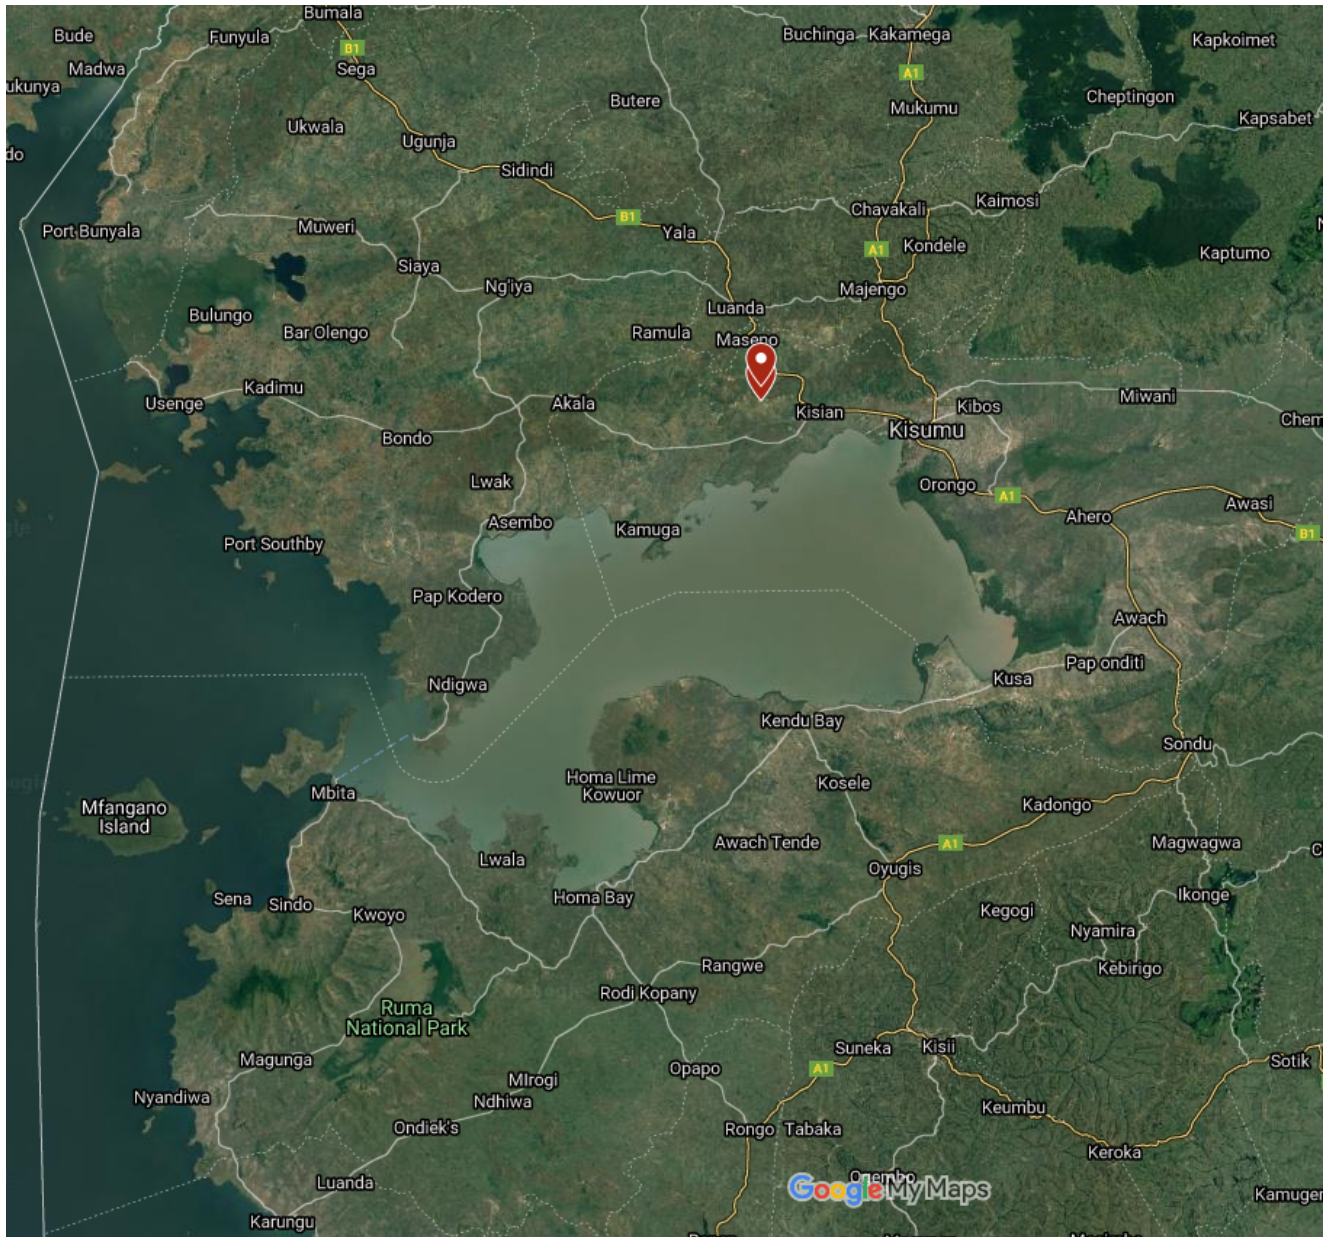 Bumala
Bude
Funyula
Buchinga
Kakamega
Kapkoimet
B1
Madwa
Sega
A1
ukunya
Butere
Mukumu
Cheptingon
Kapsabet
Ukwala
Ugunja
do
Sidindi
Kaimosi
Chavakali
B1
Port Bunyala
Muweri
Yala
A1
Kondele
Kaptumo
Siaya
Ng'iya
Majengo
Luanda
Bulungo
Bar Olengo
Ramula
Maseno
Kadimu
Usenge
Akala
Kisian
Kibos
Miwani
Chem
Bondo
Kisumu
Lwak
Orongo
A1
Awasi
Ahero
Asembo
Kamuga
B1
Port Southby
Pap Kodero
Awach
Pap onditi
Ndigwa
Kusa
Kendu Bay
Sondu
Homa Lime
Kowuor
Kosele
Mbita
Mfangano
Island
Kadongo
Awach Tende
A1
Magwagwa
Lwala
Oyugis
Sena
Sindo
Homa Bay
Ikonge
Kwoyo
Kegogi
Nyamira
Rangwe
Kebirigo
Rodi Kopany
Ruma
National Park
Magunga
Suneka
Kisii
Sotik
Opapo
A1
MIrogi
Nyandiwa
Ndhiwa
Keumbu
Ondiek's
Rongo
Tabaka
Keroka
Luanda
Ogembo
Google My Maps
Kamuger
Karungu